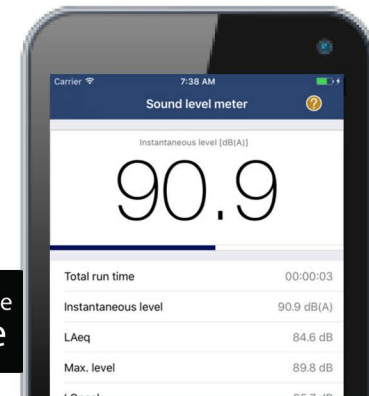 Carrier 7:38 AM
Sound level meter ?
Instantaneous level [dB(A)]
90.9
Total run time 00:00:03
Instantaneous level 90.9 dB(A)
LAeq 84.6 dB
Max. level 89.8 dB